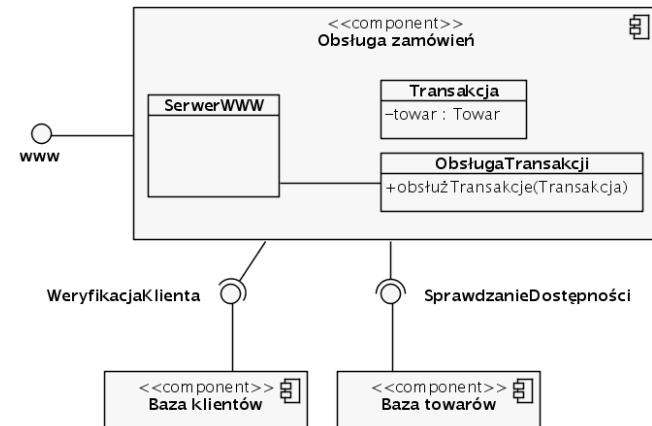 <<component>>
Obsługa zamówień
SerwerWWW
Transakcja
-towar : Towar
ObsługaTransakcji
+obsłużTransakcje(Transakcja)
www
WeryfikacjaKlienta
SprawdzanieDostępności
<<component>>
Baza klientów
<<component>>
Baza towarów